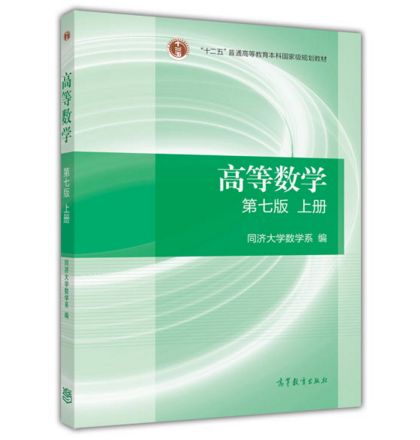 "十二五"普通高等教育本科国家级规划教材
高等数学
第七版 上册
同济大学数学系 编
高等教育出版社
高等数学
第七版 上册
同济大学数学系 编